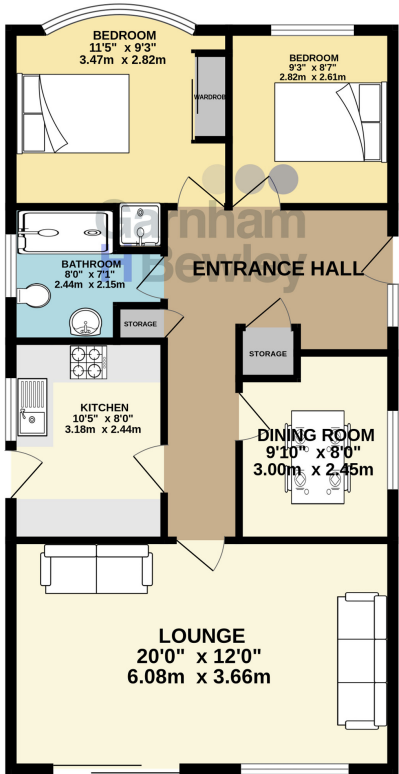 BEDROOM
11'5" x 9'3"
3.47m x 2.82m
BEDROOM
9'3" x 8'7"
2.82m x 2.61m
WARDROB
Garnham
H Bewley
BATHROOM
8'0" x 7'1"
2.44m x 2.15m
ENTRANCE HALL
STORAGE
STORAGE
KITCHEN
10'5" x 8'0"
3.18m x 2.44m
DINING ROOM
9'10" x 8'0"
3.00m x 2.45m
LOUNGE
20'0" x 12'0"
6.08m x 3.66m